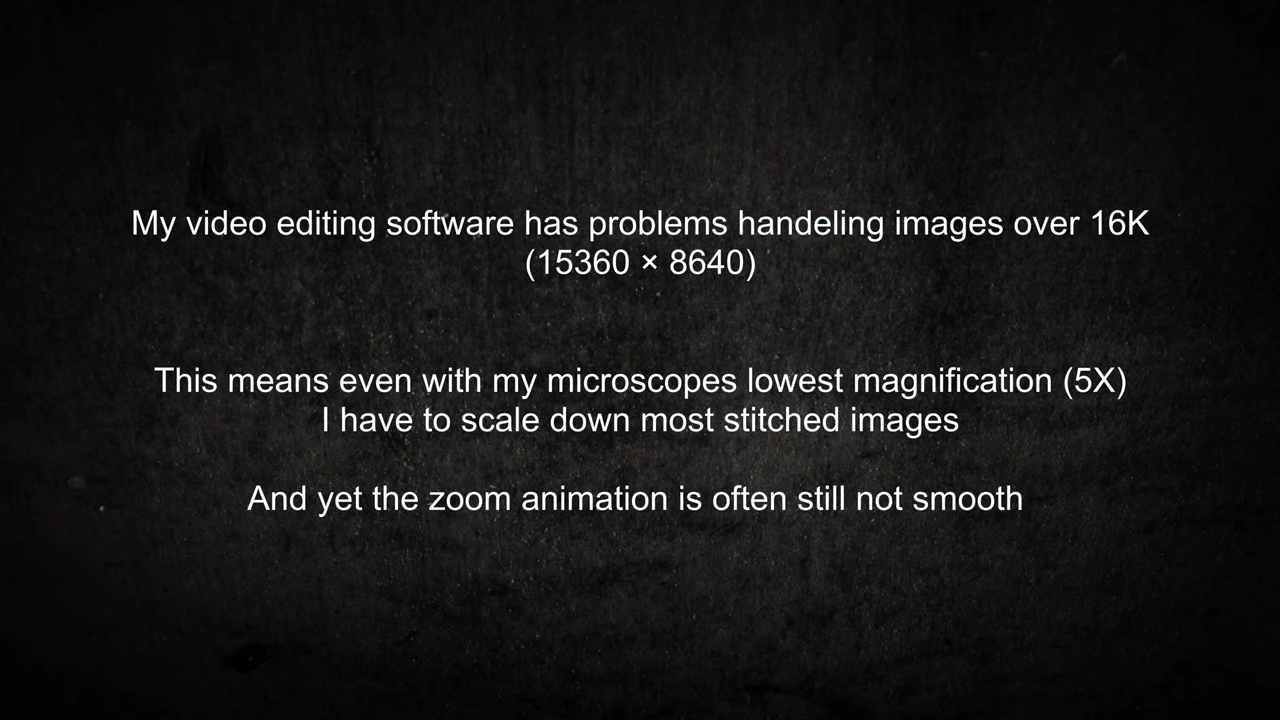 My video editing software has problems handeling images over 16K
(15360 × 8640)
This means even with my microscopes lowest magnification (5X)
I have to scale down most stitched images
And yet the zoom animation is often still not smooth